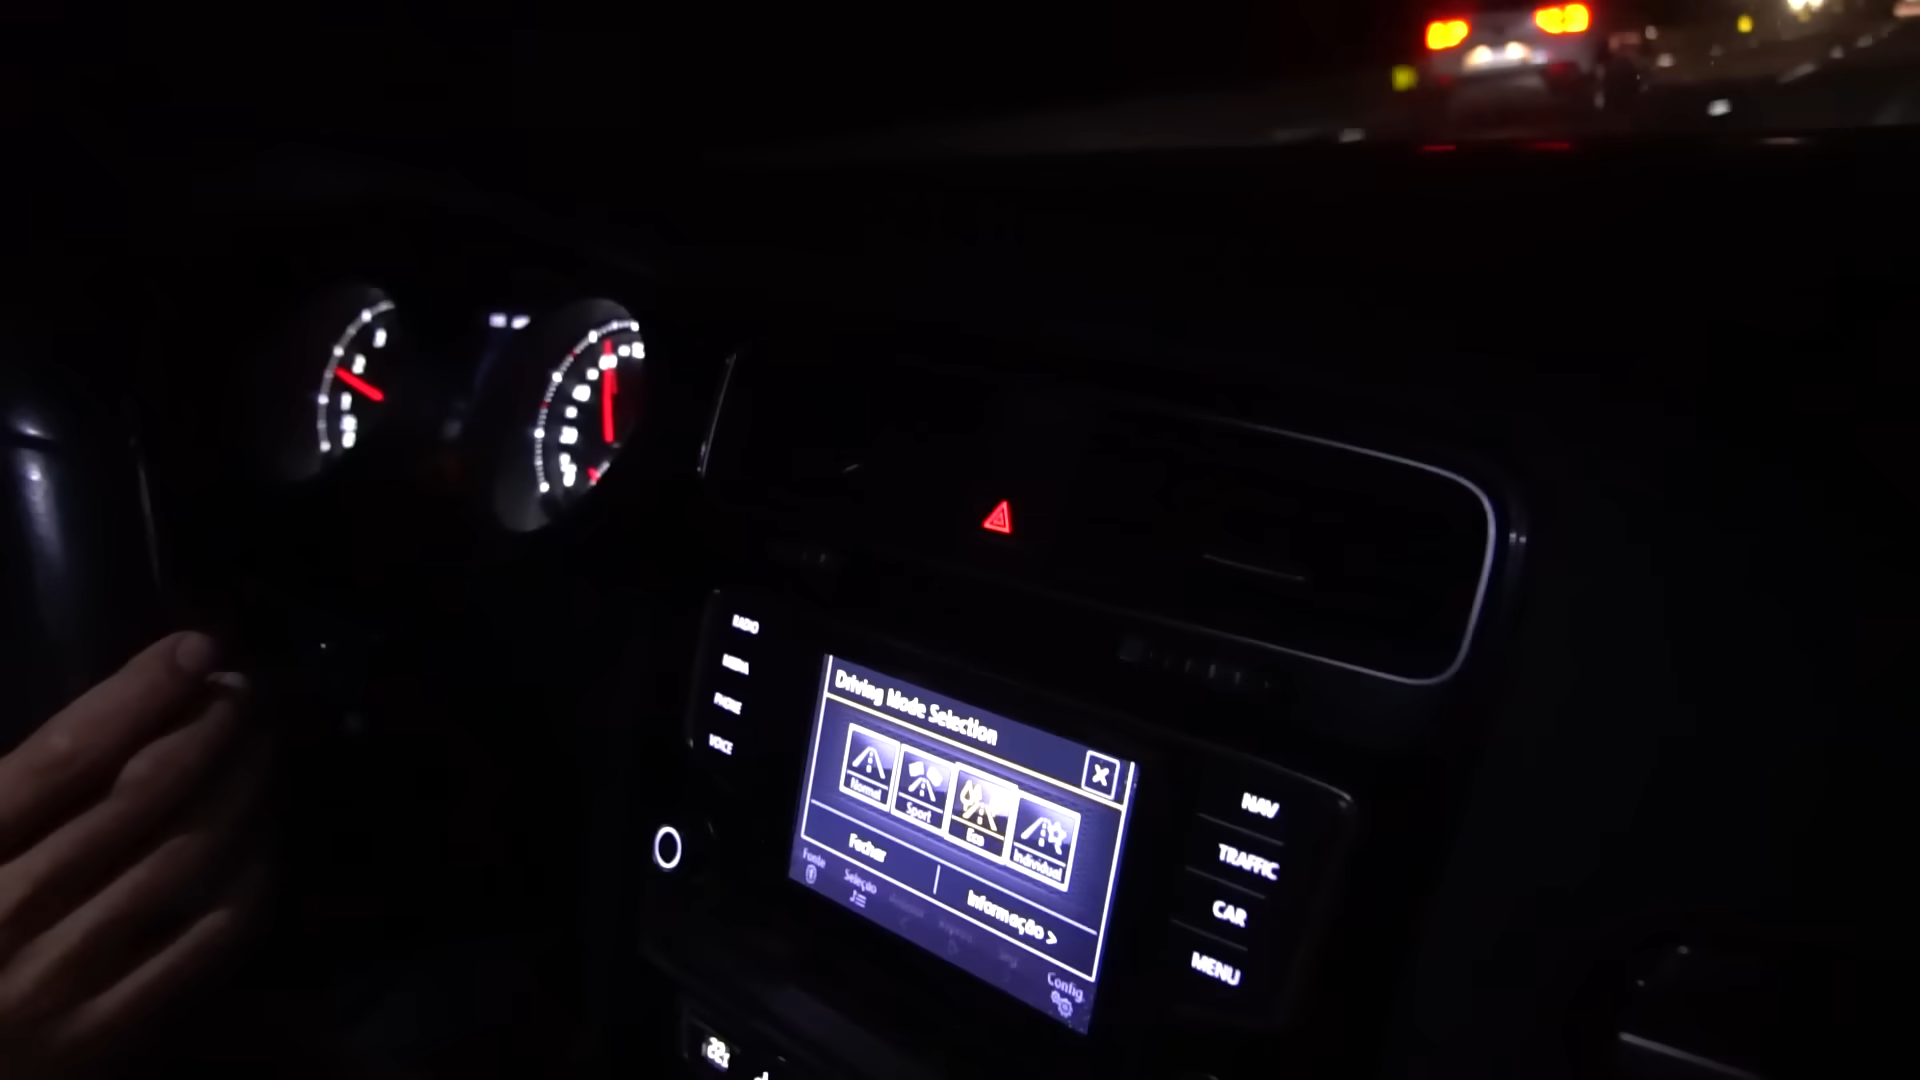 RADIO
MEDIA
PHONE
VOICE
Driving Mode Selection
Normal
Sport
Eco
Individual
Fechar
Informação >
Fonte
Seleção
Config.
NAV
TRAFFIC
CAR
MENU